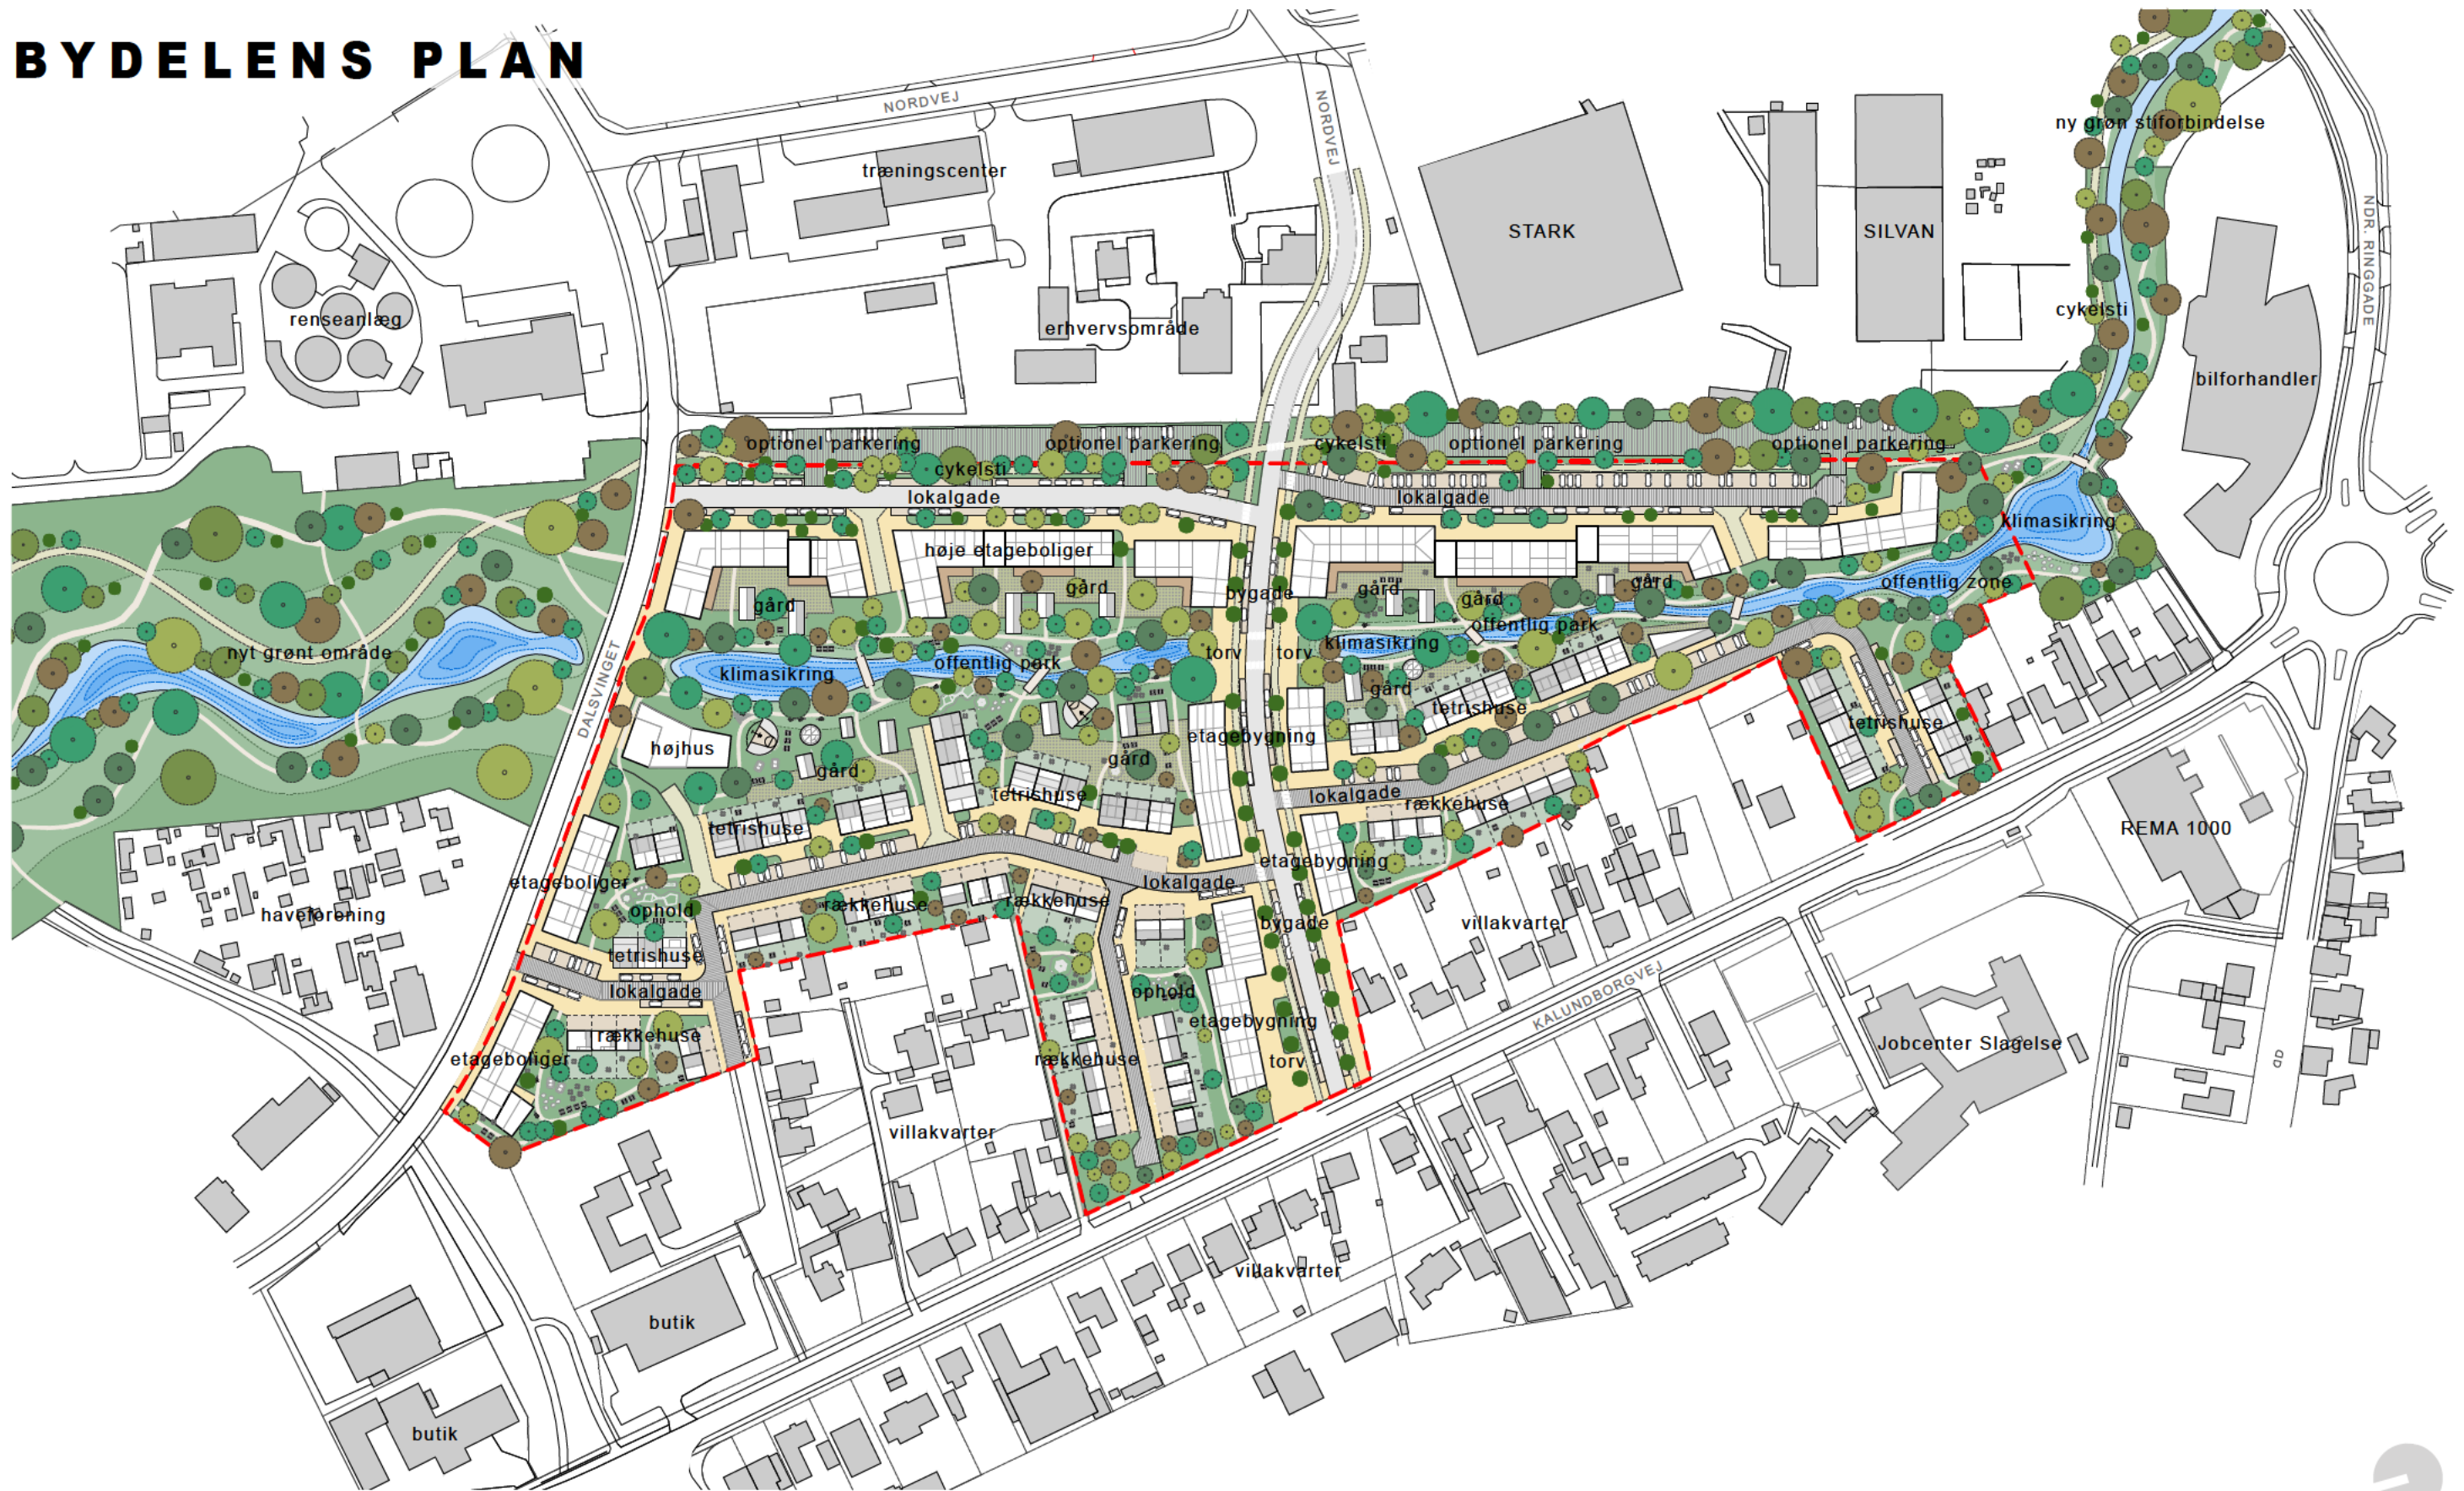 BYDELENS PLAN
NORDVEJ
NORDVEJ
ny grøn stiforbindelse
træningscenter
STARK
SILVAN
NDR. RINGGADE
renseanlæg
erhvervsområde
cykelsti
bilforhandler
optionel parkering
optionel parkering
cykelsti
optionel parkering
optionel parkering
cykelsti
lokalgade
lokalgade
klimasikring
høje etageboliger
gård
gård
bygade
gård
gård
gård
offentlig zone
nyt grønt område
DALSVINGET
klimasikring
offentlig park
torv
torv
klimasikring
offentlig park
gård
højhus
gård
gård
etagebygning
tetrishuse
tetrishuse
tetrishuse
tetrishuse
lokalgade
rækkehuse
REMA 1000
etageboliger
haveforening
ophold
rækkehuse
rækkehuse
lokalgade
etagebygning
bygade
villakvarter
tetrishuse
lokalgade
ophold
KALUNDBORGVEJ
etageboliger
rækkehuse
rækkehuse
etagebygning
torv
Jobcenter Slagelse
villakvarter
villakvarter
butik
butik